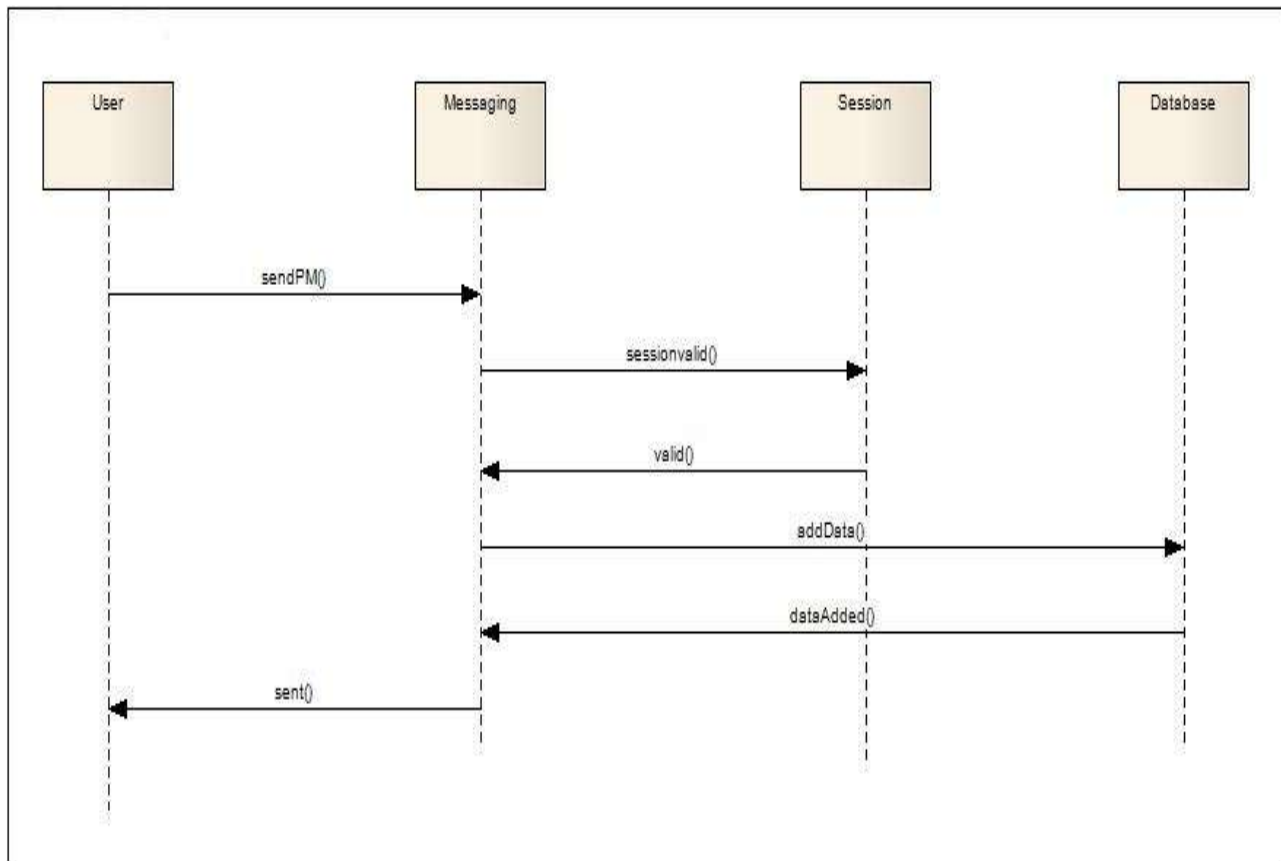 User
Messaging
Session
Database
sendPM()
sessionvalid()
valid()
addData()
dataAdded()
sent()